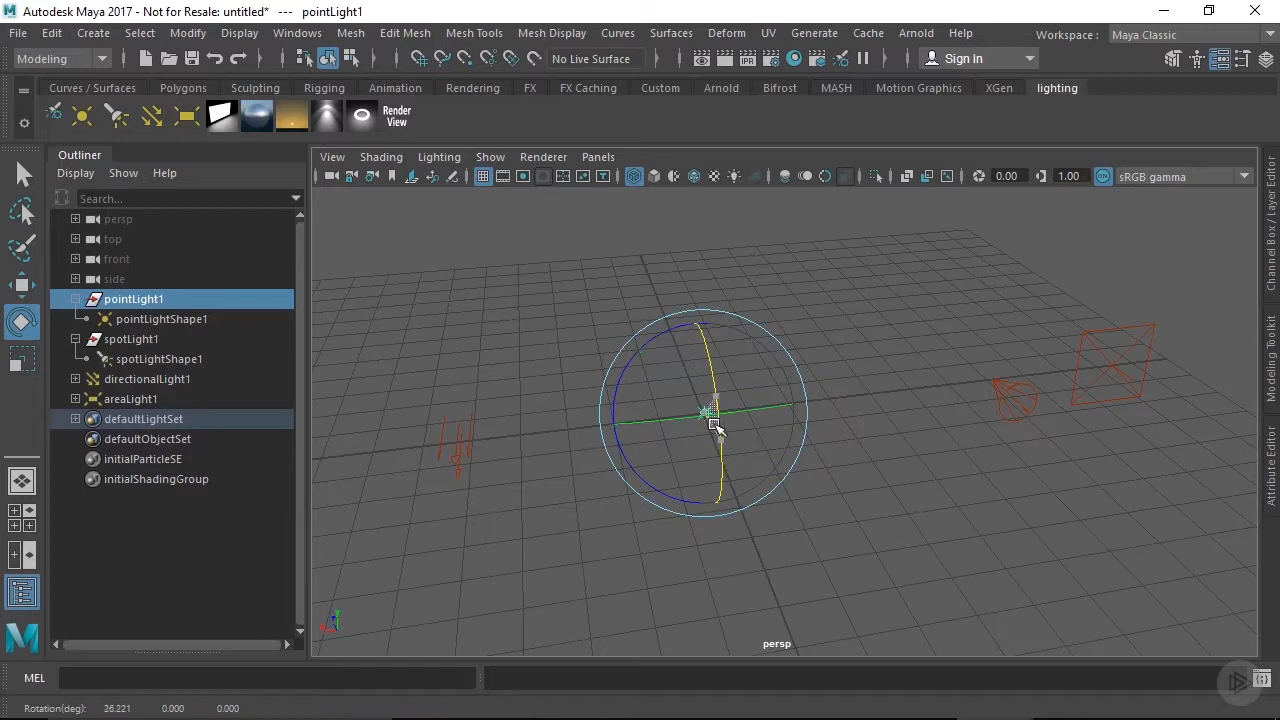 Autodesk Maya 2017 - Not for Resale: untitled* --- pointLight1
File Edit Create Select Modify Display Windows Mesh Edit Mesh Mesh Tools Mesh Display Curves Surfaces Deform UV Generate Cache Arnold Help Workspace : Maya Classic
Modeling No Live Surface IPR Sign In
Curves / Surfaces Polygons Sculpting Rigging Animation Rendering FX FX Caching Custom Arnold Bifrost MASH Motion Graphics XGen lighting
Render
View
Outliner
Display Show Help
Search...
persp
top
front
side
pointLight1
pointLightShape1
spotLight1
spotLightShape1
directionalLight1
areaLight1
defaultLightSet
defaultObjectSet
initialParticleSE
initialShadingGroup
View Shading Lighting Show Renderer Panels
0.00 1.00 ON sRGB gamma
y
persp
Channel Box / Layer Editor
Modeling Toolkit
Attribute Editor
MEL
Rotation(deg): 26.221 0.000 0.000